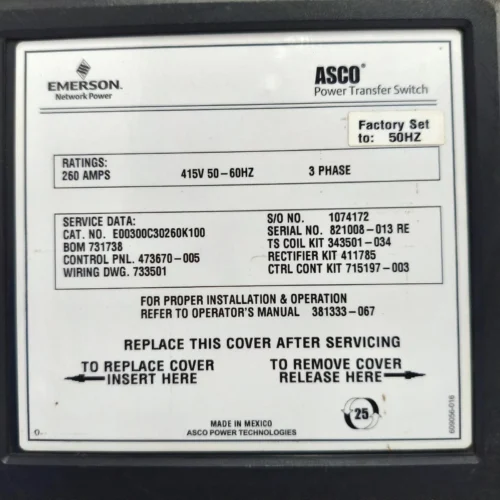 EMERSON.
Network Power
ASCO®
Power Transfer Switch
Factory Set
to: 50HZ
RATINGS:
260 AMPS 415V 50-60HZ 3 PHASE
SERVICE DATA:
CAT. NO. E00300C30260K100
BOM 731738
CONTROL PNL. 473670-005
WIRING DWG. 733501
S/O NO. 1074172
SERIAL NO. 821008-013 RE
TS COIL KIT 343501-034
RECTIFIER KIT 411785
CTRL CONT KIT 715197-003
FOR PROPER INSTALLATION & OPERATION
REFER TO OPERATOR'S MANUAL 381333-067
REPLACE THIS COVER AFTER SERVICING
TO REPLACE COVER
INSERT HERE
TO REMOVE COVER
RELEASE HERE
25
MADE IN MEXICO
ASCO POWER TECHNOLOGIES
609056-018